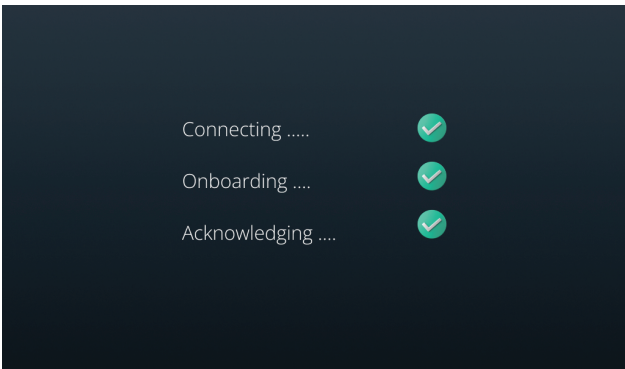 Connecting .....
Onboarding ....
Acknowledging ....